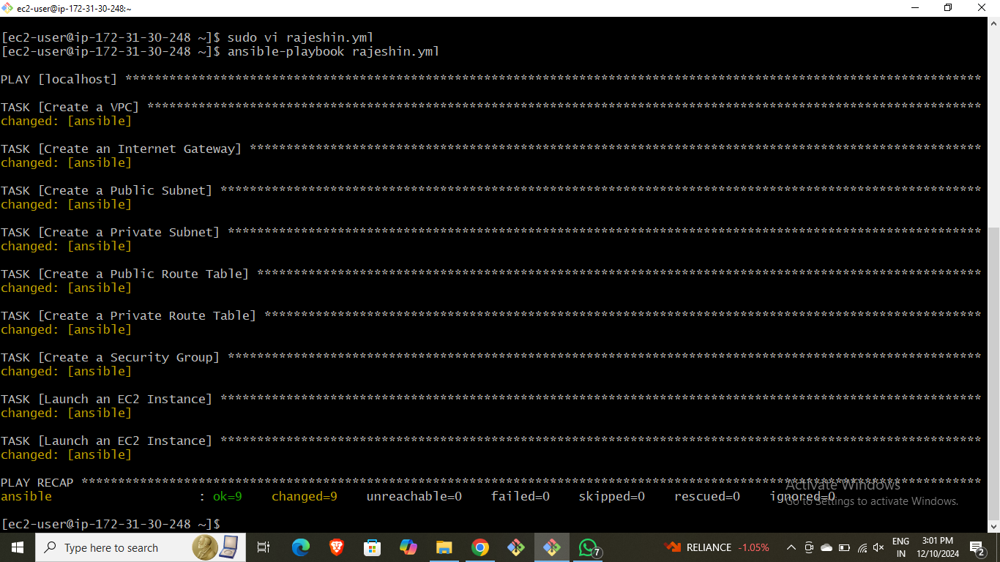 ec2-user@ip-172-31-30-248:~
[ec2-user@ip-172-31-30-248 ~]$ sudo vi rajeshin.yml
[ec2-user@ip-172-31-30-248 ~]$ ansible-playbook rajeshin.yml
PLAY [localhost] *********************************************************************************************************************
TASK [Create a VPC] ******************************************************************************************************************
changed: [ansible]
TASK [Create an Internet Gateway] ****************************************************************************************************
changed: [ansible]
TASK [Create a Public Subnet] ********************************************************************************************************
changed: [ansible]
TASK [Create a Private Subnet] *******************************************************************************************************
changed: [ansible]
TASK [Create a Public Route Table] ***************************************************************************************************
changed: [ansible]
TASK [Create a Private Route Table] **************************************************************************************************
changed: [ansible]
TASK [Create a Security Group] *******************************************************************************************************
changed: [ansible]
TASK [Launch an EC2 Instance] ********************************************************************************************************
changed: [ansible]
TASK [Launch an EC2 Instance] ********************************************************************************************************
changed: [ansible]
PLAY RECAP ***************************************************************************************************************************
ansible                    : ok=9    changed=9    unreachable=0    failed=0    skipped=0    rescued=0    ignored=0
[ec2-user@ip-172-31-30-248 ~]$
Activate Windows
Go to Settings to activate Windows.
Type here to search
7
RELIANCE -1.05%
ENG
IN
3:01 PM
12/10/2024
2